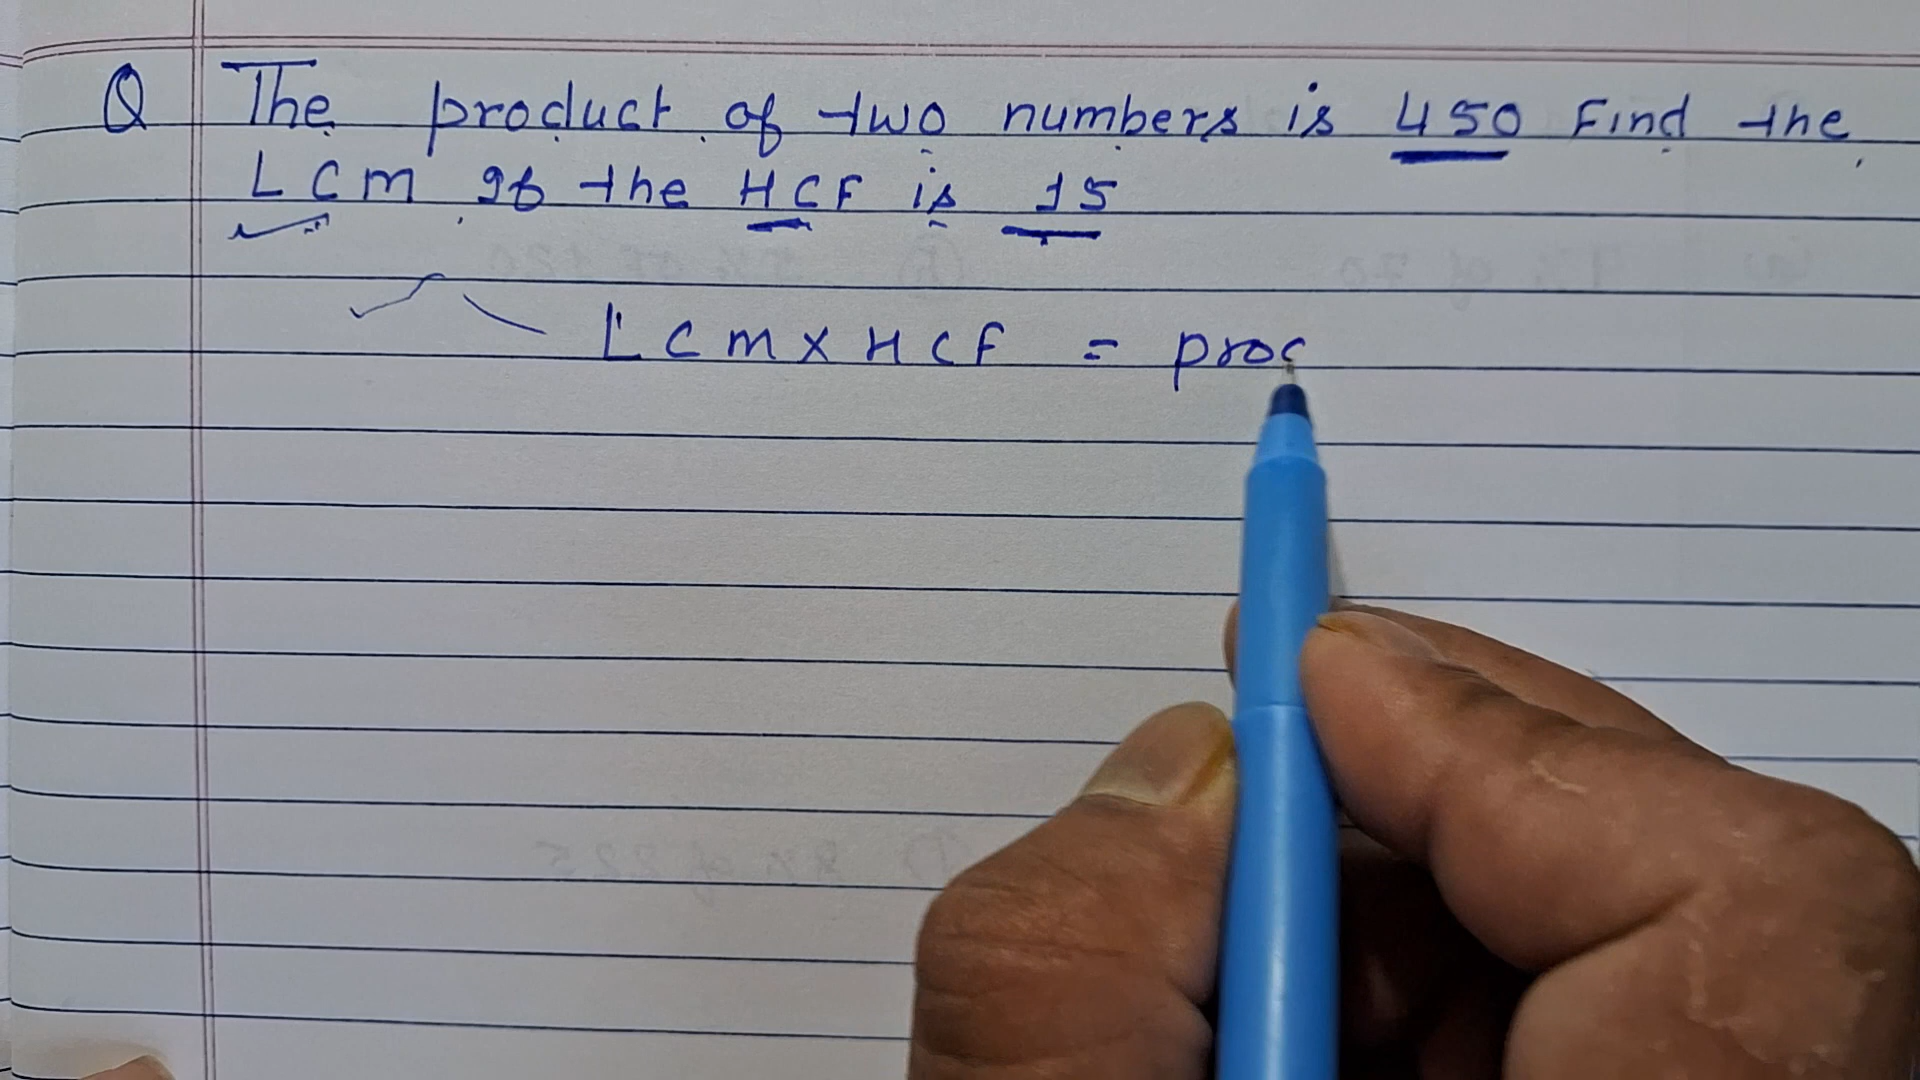 Q The product of two numbers is 450 Find the
LCM If the HCF is 15
LCM X HCF = proc